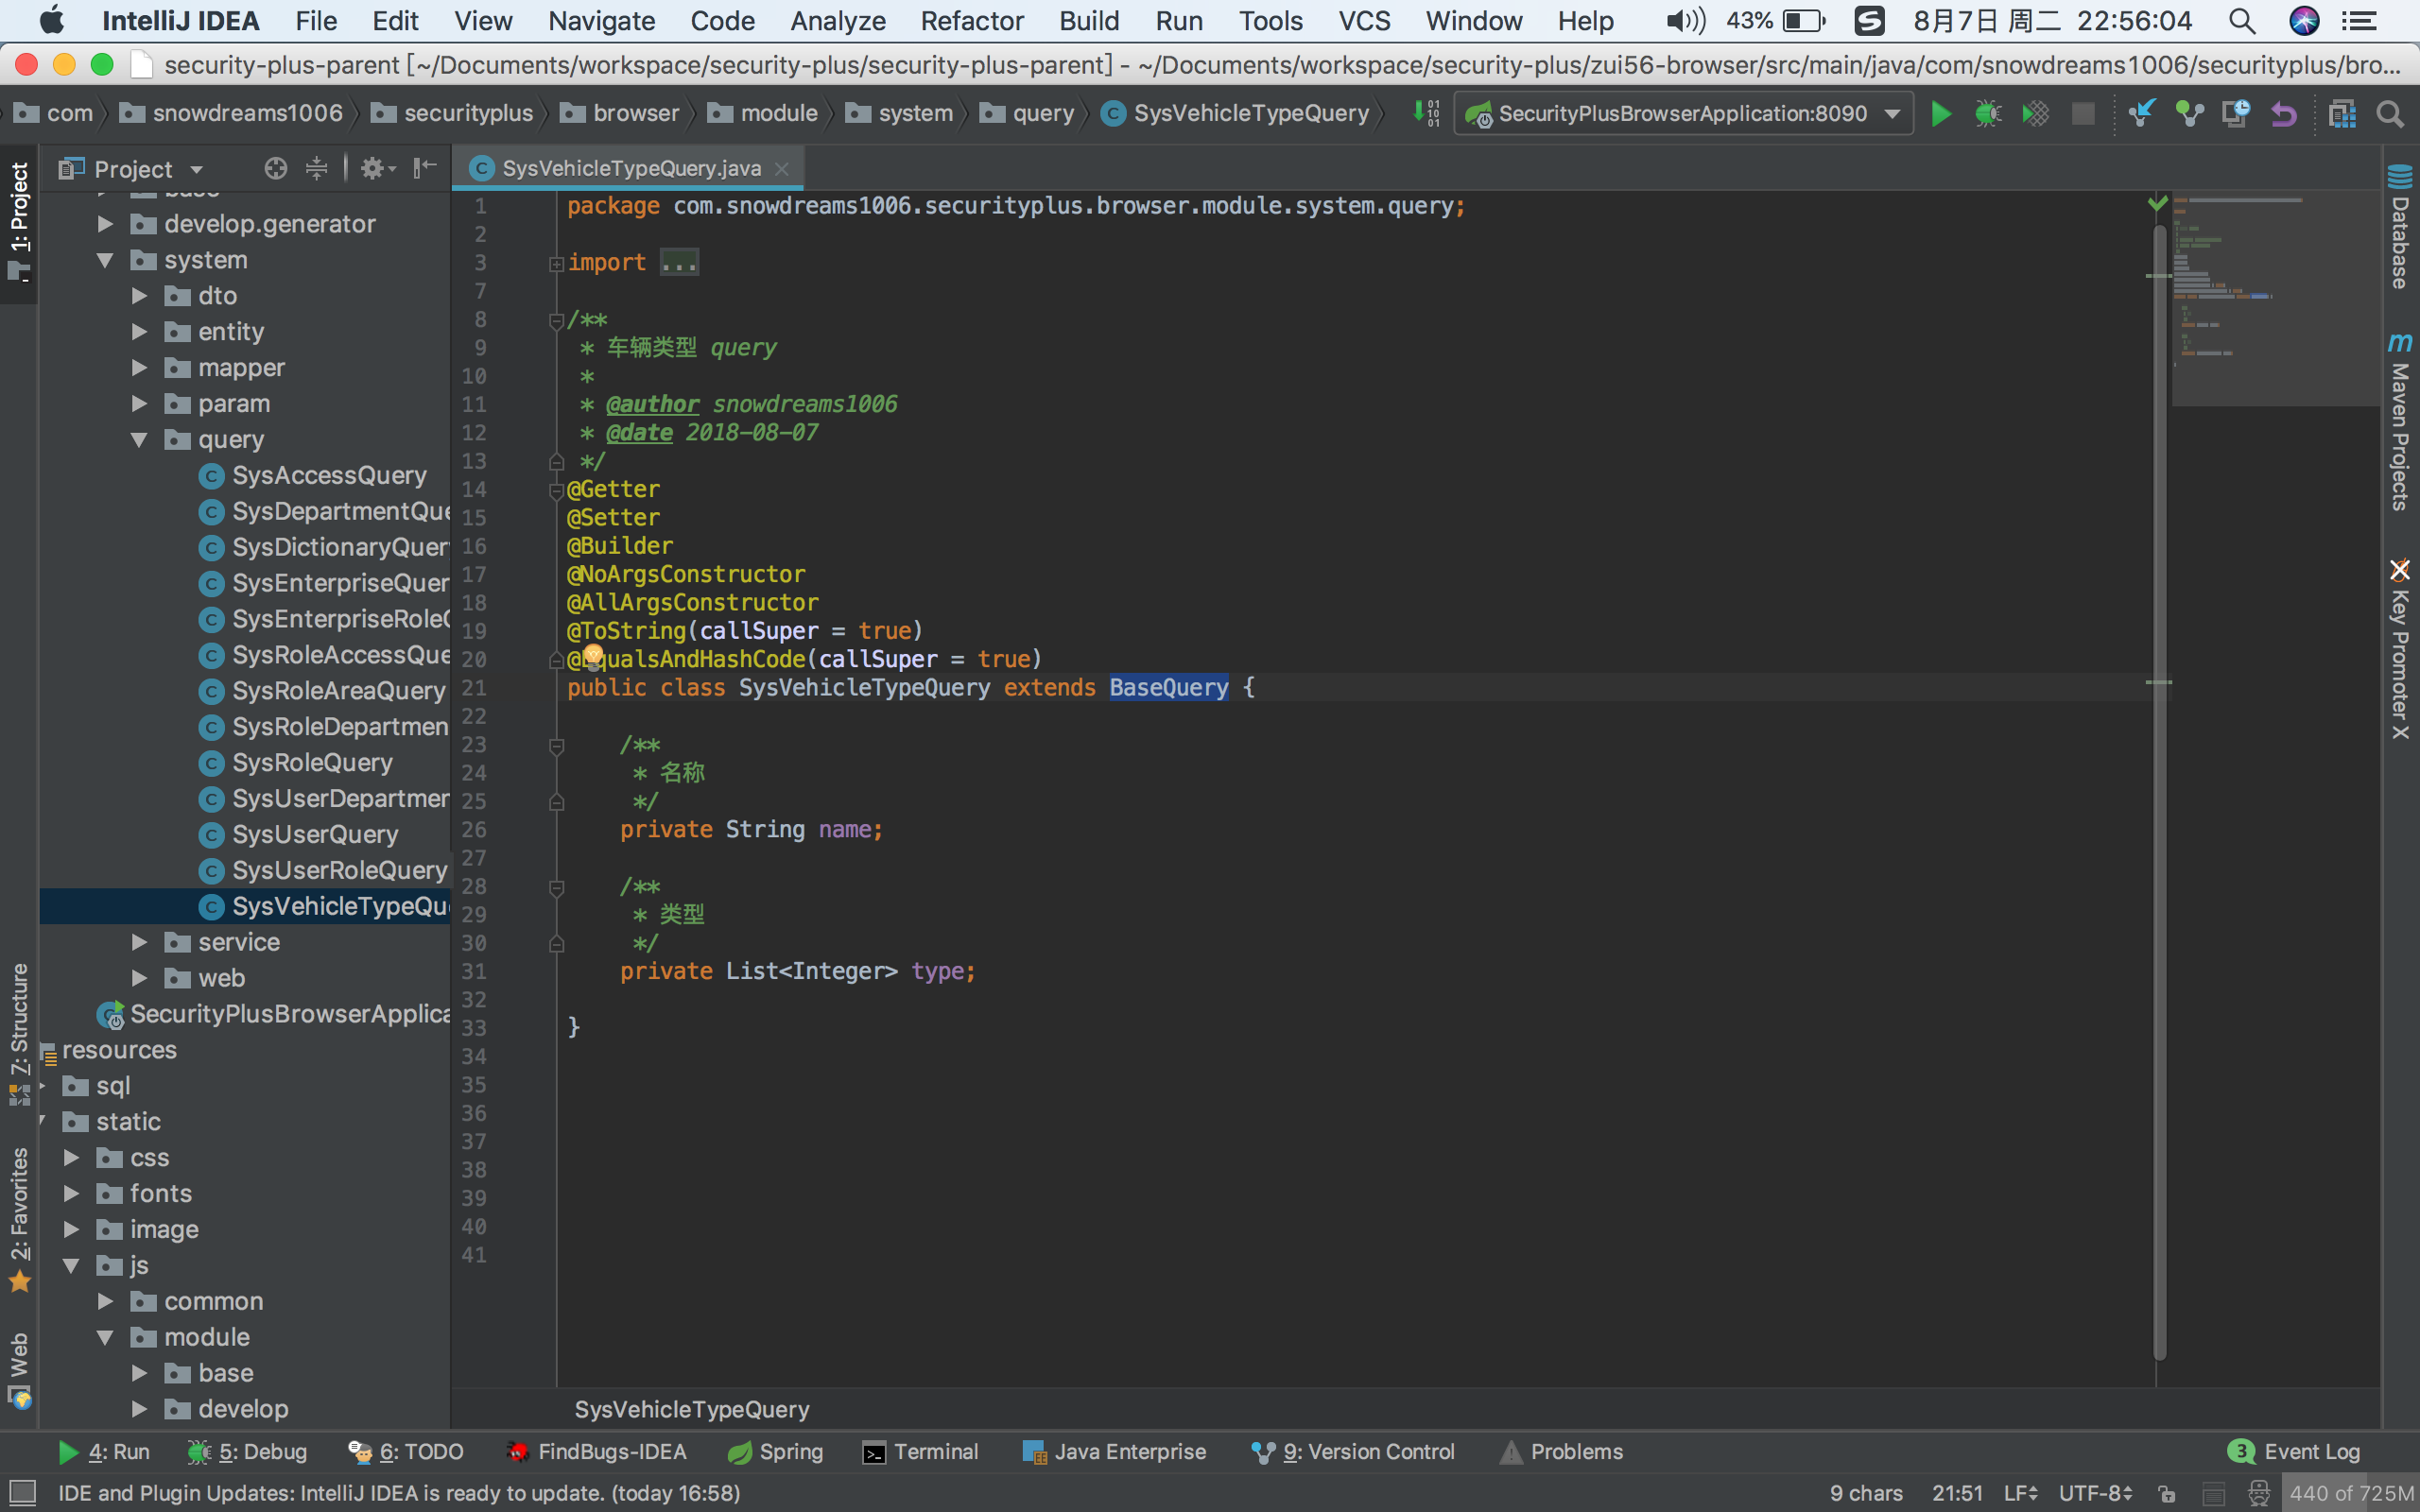 IntelliJ IDEA File Edit View Navigate Code Analyze Refactor Build Run Tools VCS Window Help 43% 8月7日 周二 22:56:04
security-plus-parent [~/Documents/workspace/security-plus/security-plus-parent] - ~/Documents/workspace/security-plus/zui56-browser/src/main/java/com/snowdreams1006/securityplus/bro...
com snowdreams1006 securityplus browser module system query SysVehicleTypeQuery SecurityPlusBrowserApplication:8090
Project
SysVehicleTypeQuery.java
1: Project
7: Structure
2: Favorites
Web
base
develop.generator
system
dto
entity
mapper
param
query
SysAccessQuery
SysDepartmentQue
SysDictionaryQuer
SysEnterpriseQuer
SysEnterpriseRole
SysRoleAccessQue
SysRoleAreaQuery
SysRoleDepartmen
SysRoleQuery
SysUserDepartmer
SysUserQuery
SysUserRoleQuery
SysVehicleTypeQu
service
web
SecurityPlusBrowserApplica
resources
sql
static
css
fonts
image
js
common
module
base
develop
1 package com.snowdreams1006.securityplus.browser.module.system.query;
2
3 import ...
7
8 /**
9 * 车辆类型 query
10 *
11 * @author snowdreams1006
12 * @date 2018-08-07
13 */
14 @Getter
15 @Setter
16 @Builder
17 @NoArgsConstructor
18 @AllArgsConstructor
19 @ToString(callSuper = true)
20 @EqualsAndHashCode(callSuper = true)
21 public class SysVehicleTypeQuery extends BaseQuery {
22
23 /**
24 * 名称
25 */
26 private String name;
27
28 /**
29 * 类型
30 */
31 private List<Integer> type;
32
33 }
34
35
36
37
38
39
40
41
SysVehicleTypeQuery
Database
Maven Projects
Key Promoter X
4: Run 5: Debug 6: TODO FindBugs-IDEA Spring Terminal Java Enterprise 9: Version Control Problems 3 Event Log
IDE and Plugin Updates: IntelliJ IDEA is ready to update. (today 16:58) 9 chars 21:51 LF UTF-8 440 of 725M